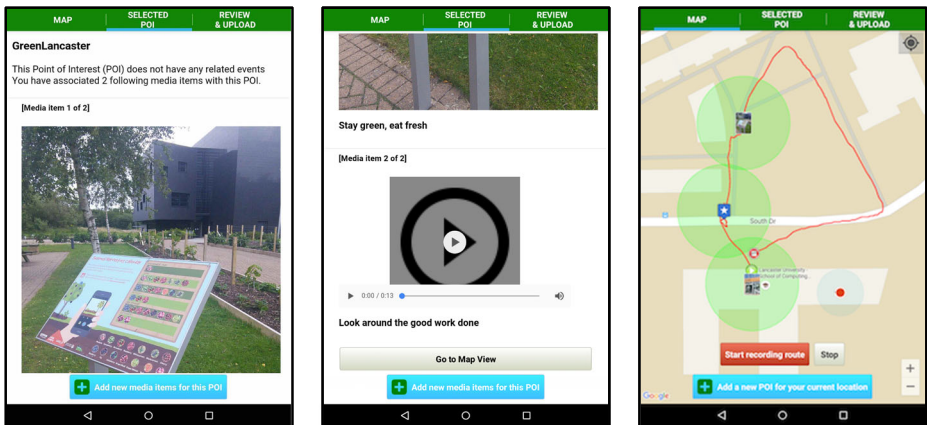 MAP
SELECTED
POI
REVIEW
& UPLOAD
GreenLancaster
This Point of Interest (POI) does not have any related events
You have associated 2 following media items with this POI.
[Media item 1 of 2]
Add new media items for this POI
MAP
SELECTED
POI
REVIEW
& UPLOAD
Stay green, eat fresh
[Media item 2 of 2]
0:00 / 0:13
Look around the good work done
Go to Map View
Add new media items for this POI
MAP
SELECTED
POI
REVIEW
& UPLOAD
South Dr
Lancaster University
School of Computing...
Start recording route
Stop
Add a new POI for your current location
+
−
Google